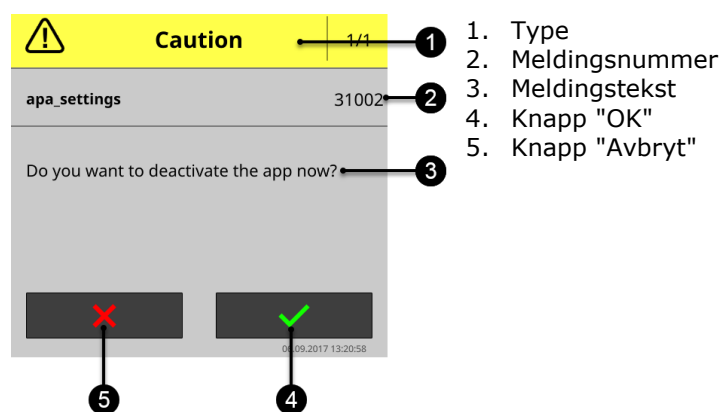 Caution 1/1
apa_settings 31002
Do you want to deactivate the app now?
06.09.2017 13:20:58
1
2
3
5
4
1. Type
2. Meldingsnummer
3. Meldingstekst
4. Knapp "OK"
5. Knapp "Avbryt"